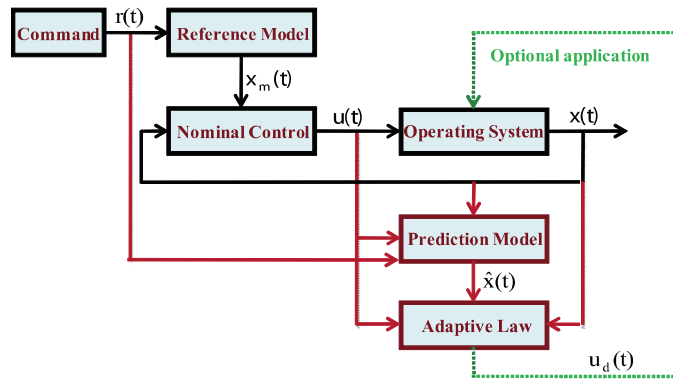 r(t)
Command
Reference Model
Optional application
x_m(t)
Nominal Control
u(t)
Operating System
x(t)
Prediction Model
x̂(t)
Adaptive Law
u_d(t)